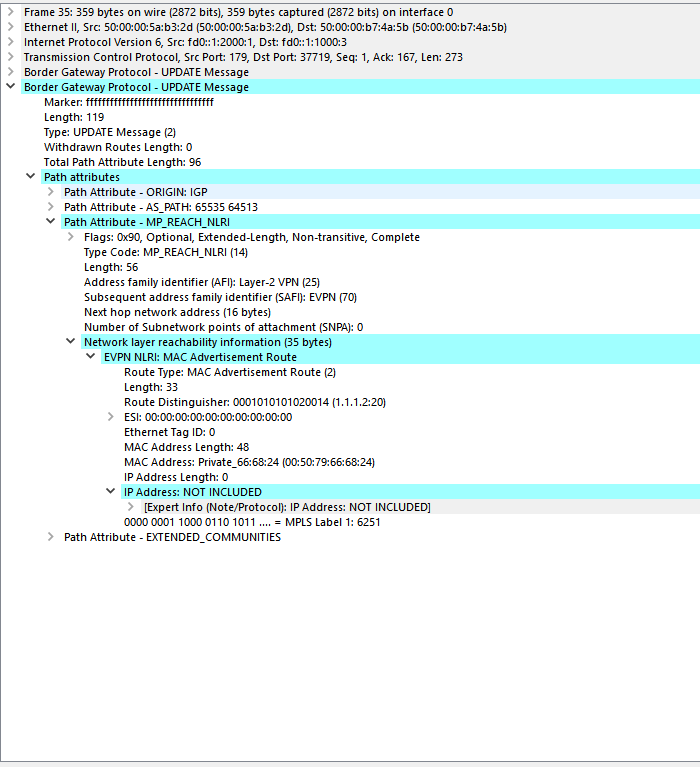 Frame 35: 359 bytes on wire (2872 bits), 359 bytes captured (2872 bits) on interface 0
Ethernet II, Src: 50:00:00:5a:b3:2d (50:00:00:5a:b3:2d), Dst: 50:00:00:b7:4a:5b (50:00:00:b7:4a:5b)
Internet Protocol Version 6, Src: fd0::1:2000:1, Dst: fd0::1:1000:3
Transmission Control Protocol, Src Port: 179, Dst Port: 37719, Seq: 1, Ack: 167, Len: 273
Border Gateway Protocol - UPDATE Message
Border Gateway Protocol - UPDATE Message
Marker: ffffffffffffffffffffffffffffffff
Length: 119
Type: UPDATE Message (2)
Withdrawn Routes Length: 0
Total Path Attribute Length: 96
Path attributes
Path Attribute - ORIGIN: IGP
Path Attribute - AS_PATH: 65535 64513
Path Attribute - MP_REACH_NLRI
Flags: 0x90, Optional, Extended-Length, Non-transitive, Complete
Type Code: MP_REACH_NLRI (14)
Length: 56
Address family identifier (AFI): Layer-2 VPN (25)
Subsequent address family identifier (SAFI): EVPN (70)
Next hop network address (16 bytes)
Number of Subnetwork points of attachment (SNPA): 0
Network layer reachability information (35 bytes)
EVPN NLRI: MAC Advertisement Route
Route Type: MAC Advertisement Route (2)
Length: 33
Route Distinguisher: 0001010101020014 (1.1.1.2:20)
ESI: 00:00:00:00:00:00:00:00:00:00
Ethernet Tag ID: 0
MAC Address Length: 48
MAC Address: Private_66:68:24 (00:50:79:66:68:24)
IP Address Length: 0
IP Address: NOT INCLUDED
[Expert Info (Note/Protocol): IP Address: NOT INCLUDED]
0000 0001 1000 0110 1011 .... = MPLS Label 1: 6251
Path Attribute - EXTENDED_COMMUNITIES